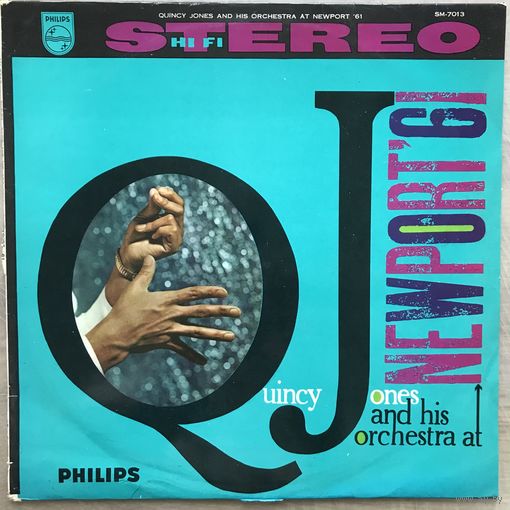 PHILIPS
QUINCY JONES AND HIS ORCHESTRA AT NEWPORT '61
SM-7013
STEREO
HI FI
QJ
Quincy Jones
and his
orchestra at
NEWPORT '61
PHILIPS